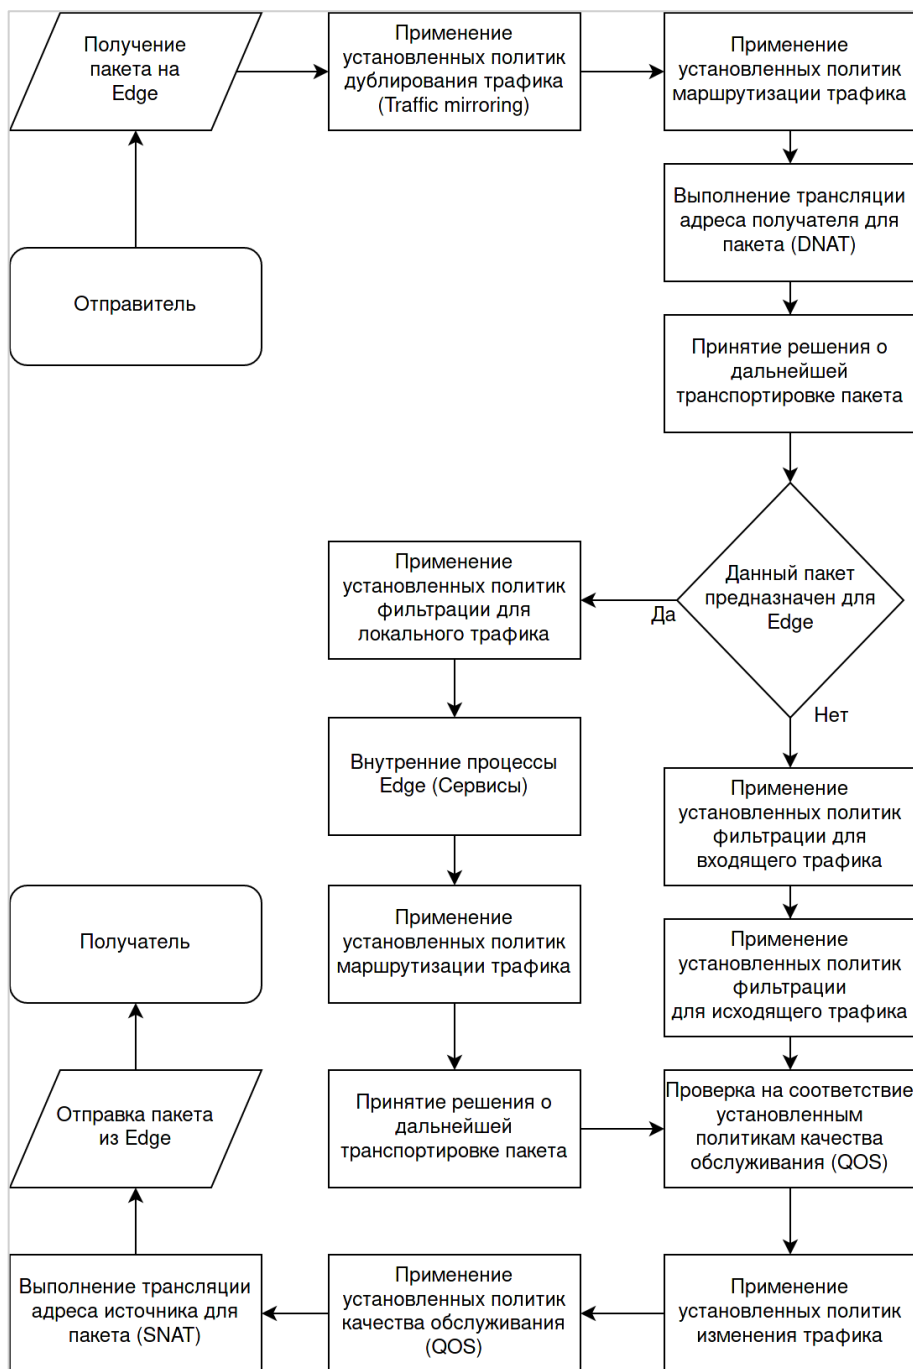 Получение
пакета на
Edge
Применение
установленных политик
дублирования трафика
(Traffic mirroring)
Применение
установленных политик
маршрутизации трафика
Выполнение трансляции
адреса получателя для
пакета (DNAT)
Отправитель
Принятие решения о
дальнейшей
транспортировке пакета
Данный пакет
предназначен для
Edge
Да
Нет
Применение
установленных политик
фильтрации для
локального трафика
Внутренние процессы
Edge (Сервисы)
Применение
установленных политик
маршрутизации трафика
Принятие решения о
дальнейшей
транспортировке пакета
Применение
установленных политик
фильтрации для
входящего трафика
Применение
установленных политик
фильтрации
для исходящего трафика
Проверка на соответствие
установленным
политикам качества
обслуживания (QOS)
Применение
установленных политик
изменения трафика
Применение
установленных политик
качества обслуживания
(QOS)
Выполнение трансляции
адреса источника для
пакета (SNAT)
Отправка пакета
из Edge
Получатель